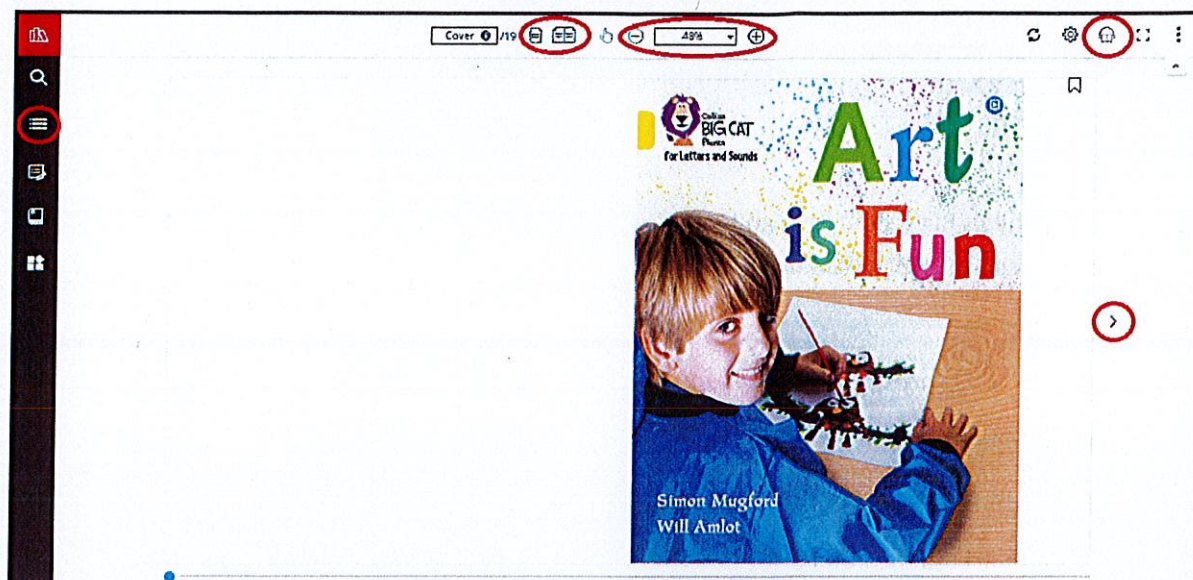 Cover /19
48%
Collins
BIG CAT
Phonics
for Letters and Sounds
Art
is Fun
Simon Mugford
Will Amlot